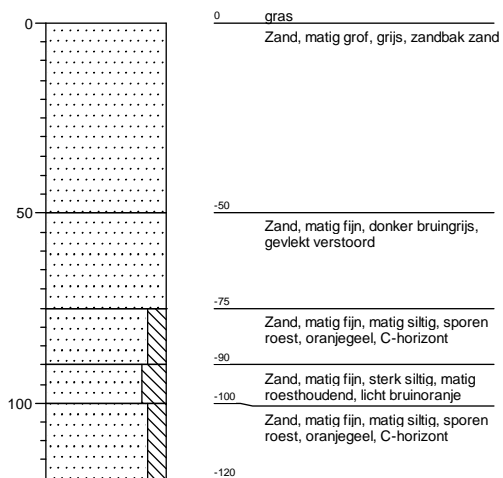 0
0
gras
Zand, matig grof, grijs, zandbak zand
50
-50
Zand, matig fijn, donker bruingrijs,
gevlekt verstoord
-75
Zand, matig fijn, matig siltig, sporen
roest, oranjegeel, C-horizont
-90
Zand, matig fijn, sterk siltig, matig
roesthoudend, licht bruinoranje
100
-100
Zand, matig fijn, matig siltig, sporen
roest, oranjegeel, C-horizont
-120